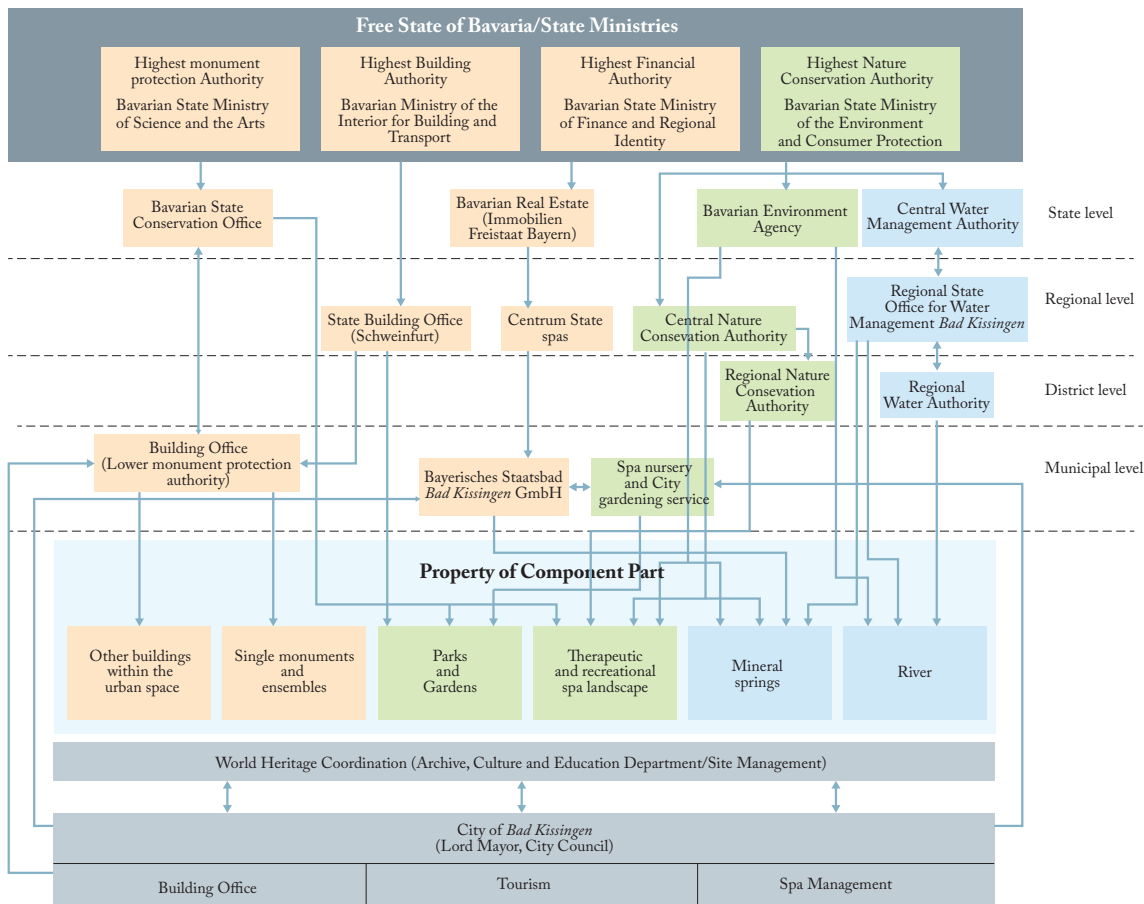 Free State of Bavaria/State Ministries
Highest monument
protection Authority
Bavarian State Ministry
of Science and the Arts
Highest Building
Authority
Bavarian Ministry of the
Interior for Building and
Transport
Highest Financial
Authority
Bavarian State Ministry
of Finance and Regional
Identity
Highest Nature
Conservation Authority
Bavarian State Ministry
of the Environment
and Consumer Protection
Bavarian State
Conservation Office
Bavarian Real Estate
(Immobilien
Freistaat Bayern)
Bavarian Environment
Agency
Central Water
Management Authority
State level
State Building Office
(Schweinfurt)
Centrum State
spas
Central Nature
Consevation Authority
Regional State
Office for Water
Management Bad Kissingen
Regional level
Regional Nature
Consevation
Authority
Regional
Water Authority
District level
Building Office
(Lower monument protection
authority)
Bayerisches Staatsbad
Bad Kissingen GmbH
Spa nursery
and City
gardening service
Municipal level
Property of Component Part
Other buildings
within the
urban space
Single monuments
and
ensembles
Parks
and
Gardens
Therapeutic
and recreational
spa landscape
Mineral
springs
River
World Heritage Coordination (Archive, Culture and Education Department/Site Management)
City of Bad Kissingen
(Lord Mayor, City Council)
Building Office
Tourism
Spa Management